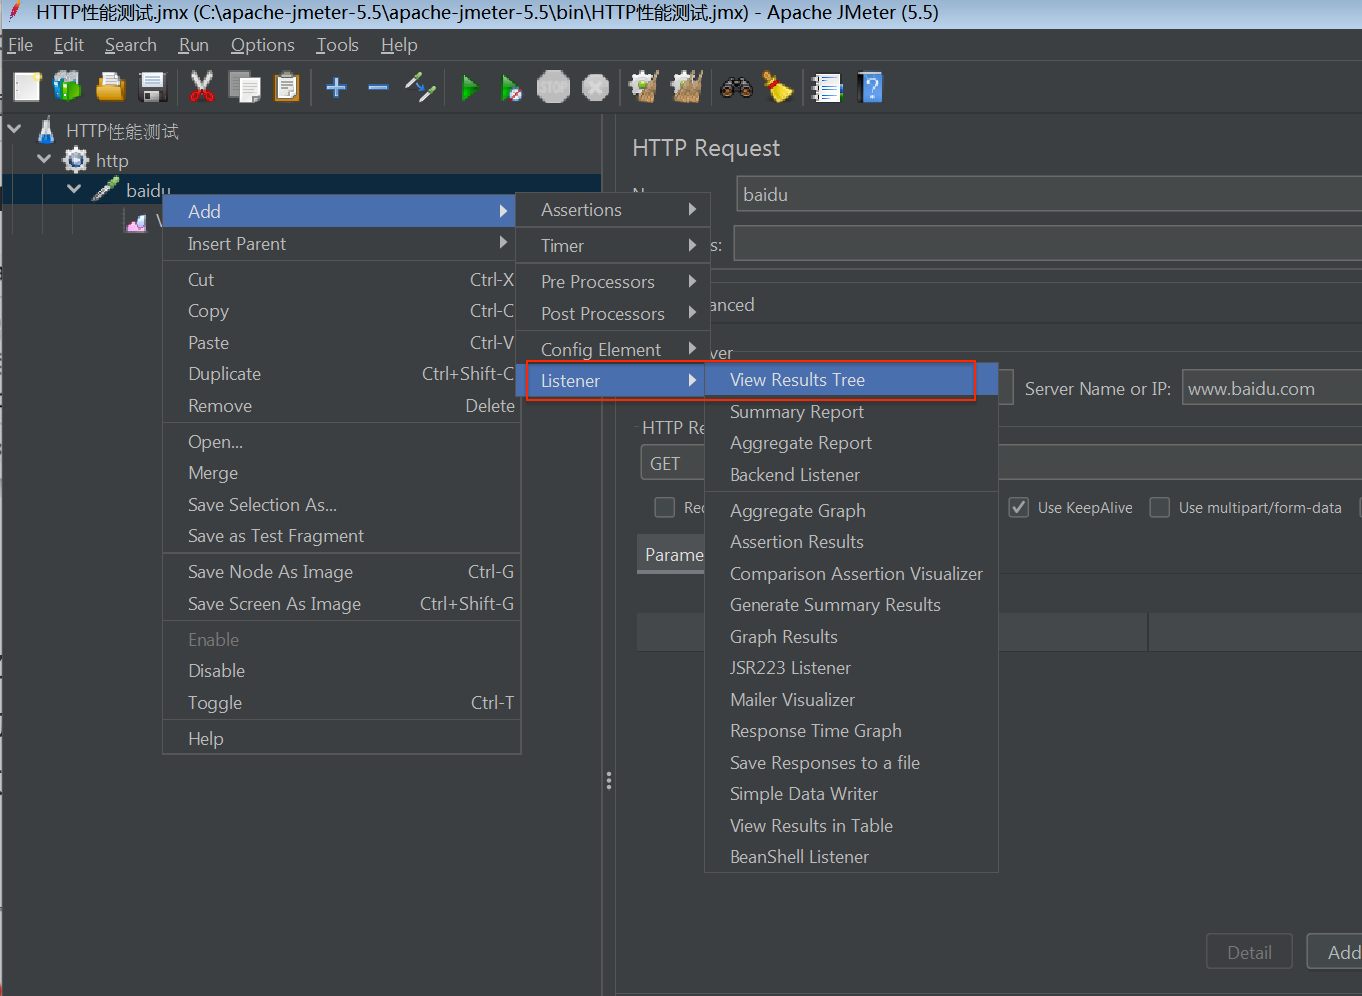 HTTP性能测试.jmx (C:\apache-jmeter-5.5\apache-jmeter-5.5\bin\HTTP性能测试.jmx) - Apache JMeter (5.5)
File Edit Search Run Options Tools Help
STOP
HTTP性能测试
http
baidu
HTTP Request
baidu
s:
anced
ver
Server Name or IP: www.baidu.com
HTTP Re
GET
Rec
Use KeepAlive
Use multipart/form-data
Parame
Detail
Add
Add
Insert Parent
Cut Ctrl-X
Copy Ctrl-C
Paste Ctrl-V
Duplicate Ctrl+Shift-C
Remove Delete
Open...
Merge
Save Selection As...
Save as Test Fragment
Save Node As Image Ctrl-G
Save Screen As Image Ctrl+Shift-G
Enable
Disable
Toggle Ctrl-T
Help
Assertions
Timer
Pre Processors
Post Processors
Config Element
Listener
View Results Tree
Summary Report
Aggregate Report
Backend Listener
Aggregate Graph
Assertion Results
Comparison Assertion Visualizer
Generate Summary Results
Graph Results
JSR223 Listener
Mailer Visualizer
Response Time Graph
Save Responses to a file
Simple Data Writer
View Results in Table
BeanShell Listener